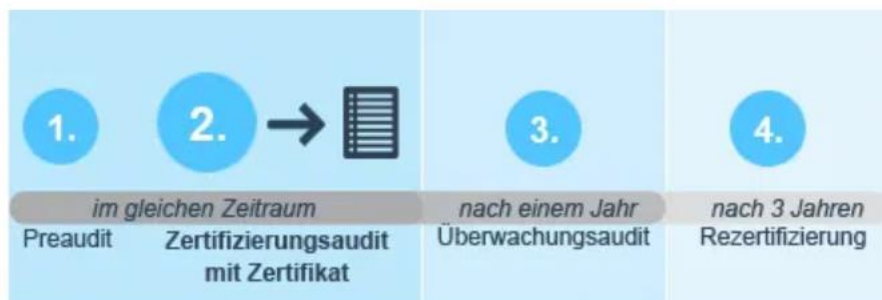 1.
2.
3.
4.
im gleichen Zeitraum
nach einem Jahr
nach 3 Jahren
Preaudit
Zertifizierungsaudit
mit Zertifikat
Überwachungsaudit
Rezertifizierung